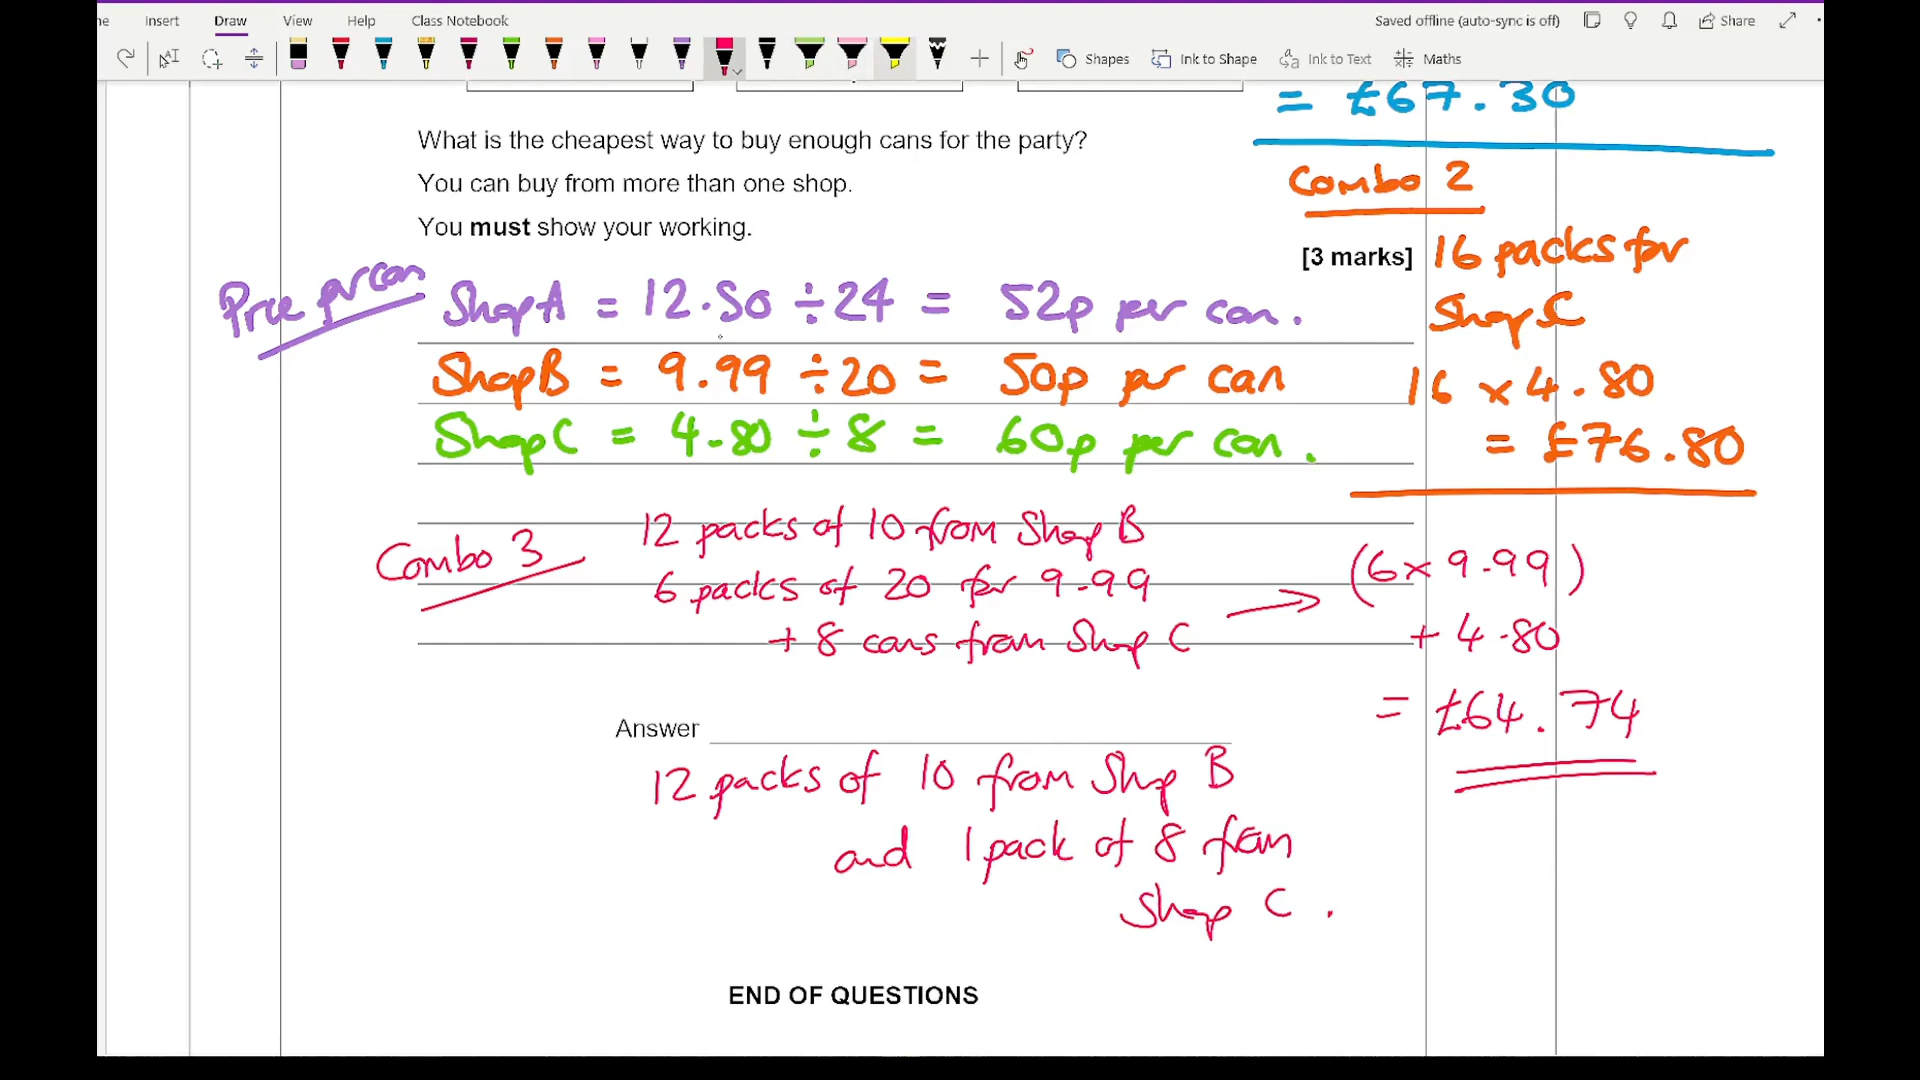 Insert Draw View Help Class Notebook Saved offline (auto-sync is off) Share
Shapes Ink to Shape Ink to Text Maths
= £67.30
What is the cheapest way to buy enough cans for the party?
You can buy from more than one shop.
You must show your working.
[3 marks]
Combo 2
16 packs for
Shop C
16 x 4.80
= £76.80
Price per can
Shop A = 12.50 ÷ 24 = 52p per can.
Shop B = 9.99 ÷ 20 = 50p per can
Shop C = 4.80 ÷ 8 = 60p per can.
Combo 3
12 packs of 10 from Shop B
6 packs of 20 for 9.99
+ 8 cans from Shop C
(6 x 9.99)
+ 4.80
= £64.74
Answer
12 packs of 10 from Shop B
and 1 pack of 8 from
Shop C.
END OF QUESTIONS